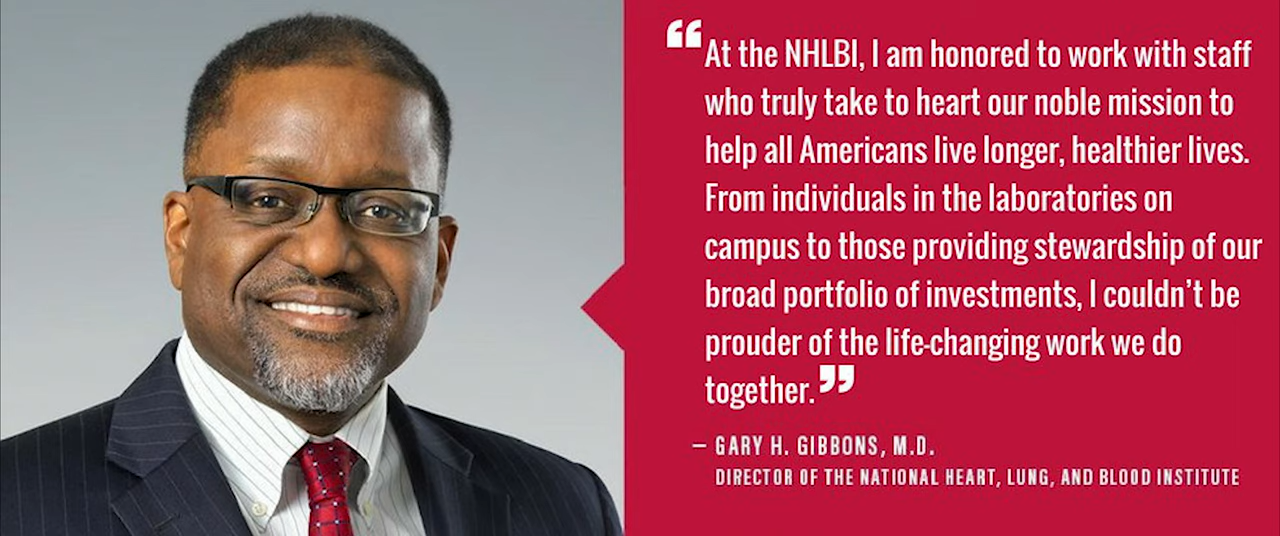 “At the NHLBI, I am honored to work with staff
who truly take to heart our noble mission to
help all Americans live longer, healthier lives.
From individuals in the laboratories on
campus to those providing stewardship of our
broad portfolio of investments, I couldn’t be
prouder of the life-changing work we do
together.”
– GARY H. GIBBONS, M.D.
DIRECTOR OF THE NATIONAL HEART, LUNG, AND BLOOD INSTITUTE